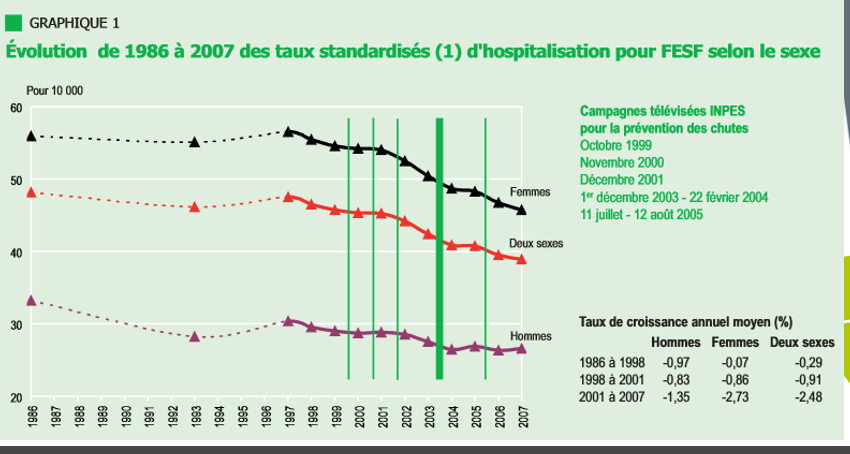 GRAPHIQUE 1
Évolution de 1986 à 2007 des taux standardisés (1) d'hospitalisation pour FESF selon le sexe
Pour 10 000
60
50
40
30
20
Femmes
Deux sexes
Hommes
1986 1987 1988 1989 1990 1991 1992 1993 1994 1995 1996 1997 1998 1999 2000 2001 2002 2003 2004 2005 2006 2007
Campagnes télévisées INPES
pour la prévention des chutes
Octobre 1999
Novembre 2000
Décembre 2001
1er décembre 2003 - 22 février 2004
11 juillet - 12 août 2005
Taux de croissance annuel moyen (%)
Hommes Femmes Deux sexes
1986 à 1998 -0,97 -0,07 -0,29
1998 à 2001 -0,83 -0,86 -0,91
2001 à 2007 -1,35 -2,73 -2,48